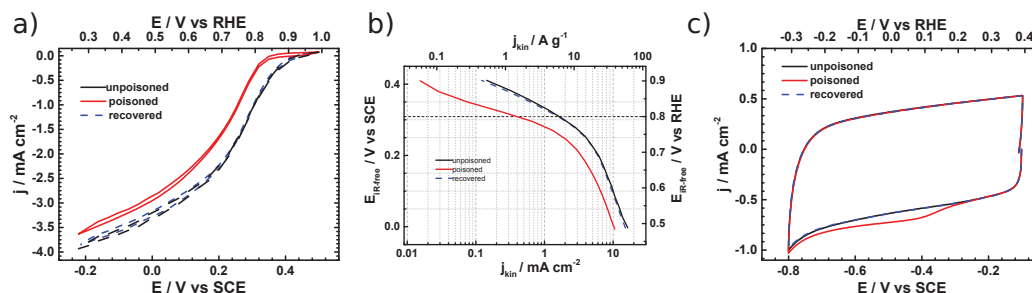 a)
E / V vs RHE
0.3 0.4 0.5 0.6 0.7 0.8 0.9 1.0
0.0
-0.5
-1.0
-1.5
-2.0
-2.5
-3.0
-3.5
-4.0
j / mA cm-2
unpoisoned
poisoned
recovered
-0.2 0.0 0.2 0.4
E / V vs SCE
b)
jkin / A g-1
0.1 1 10 100
0.4
0.3
0.2
0.1
0.0
EiR-free / V vs SCE
0.9
0.8
0.7
0.6
0.5
EiR-free / V vs RHE
unpoisoned
poisoned
recovered
0.01 0.1 1 10
jkin / mA cm-2
c)
E / V vs RHE
-0.3 -0.2 -0.1 0.0 0.1 0.2 0.3 0.4
1.0
0.5
0.0
-0.5
-1.0
j / mA cm-2
unpoisoned
poisoned
recovered
-0.8 -0.6 -0.4 -0.2
E / V vs SCE